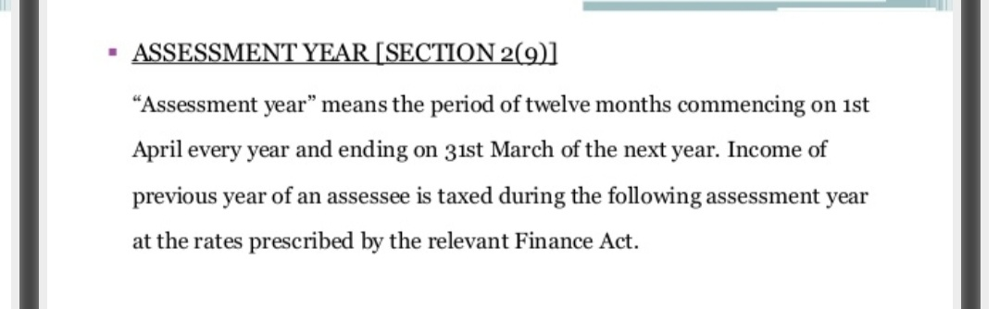 ASSESSMENT YEAR [SECTION 2(9)]
“Assessment year” means the period of twelve months commencing on 1st
April every year and ending on 31st March of the next year. Income of
previous year of an assessee is taxed during the following assessment year
at the rates prescribed by the relevant Finance Act.